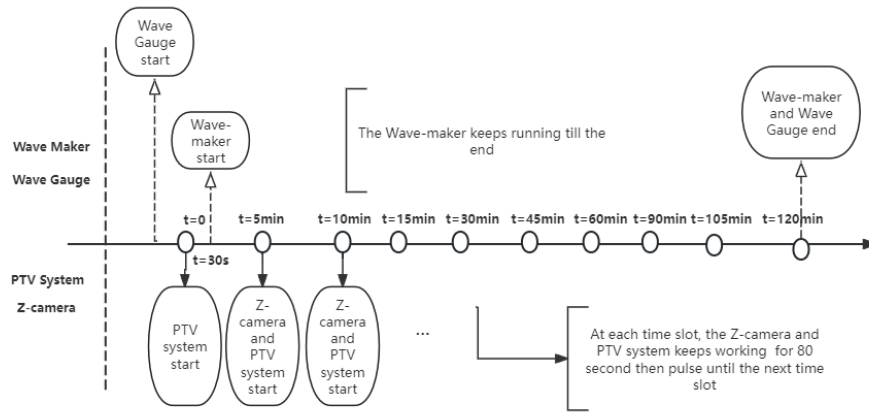 Wave
Gauge
start
Wave-
maker
start
The Wave-maker keeps running till the
end
Wave-maker
and Wave
Gauge end
Wave Maker
Wave Gauge
t=0
t=5min
t=10min
t=15min
t=30min
t=45min
t=60min
t=90min
t=105min
t=120min
t=30s
PTV System
Z-camera
PTV
system
start
Z-
camera
and
PTV
system
start
Z-
camera
and
PTV
system
start
...
At each time slot, the Z-camera and
PTV system keeps working for 80
second then pulse until the next time
slot